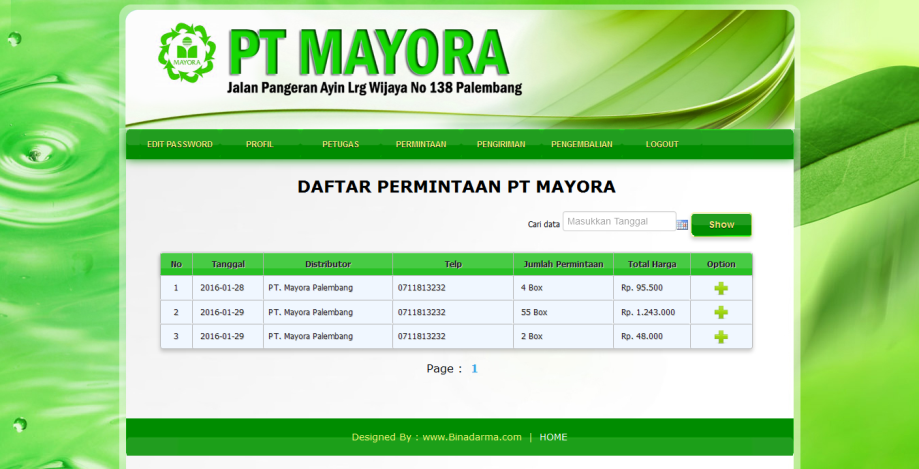 MAYORA
PT MAYORA
Jalan Pangeran Ayin Lrg Wijaya No 138 Palembang
EDIT PASSWORD PROFIL PETUGAS PERMINTAAN PENGIRIMAN PENGEMBALIAN LOGOUT
DAFTAR PERMINTAAN PT MAYORA
Cari data Masukkan Tanggal Show
No Tanggal Distributor Telp Jumlah Permintaan Total Harga Option
1 2016-01-28 PT. Mayora Palembang 0711813232 4 Box Rp. 95.500
2 2016-01-29 PT. Mayora Palembang 0711813232 55 Box Rp. 1.243.000
3 2016-01-29 PT. Mayora Palembang 0711813232 2 Box Rp. 48.000
Page : 1
Designed By : www.Binadarma.com | HOME